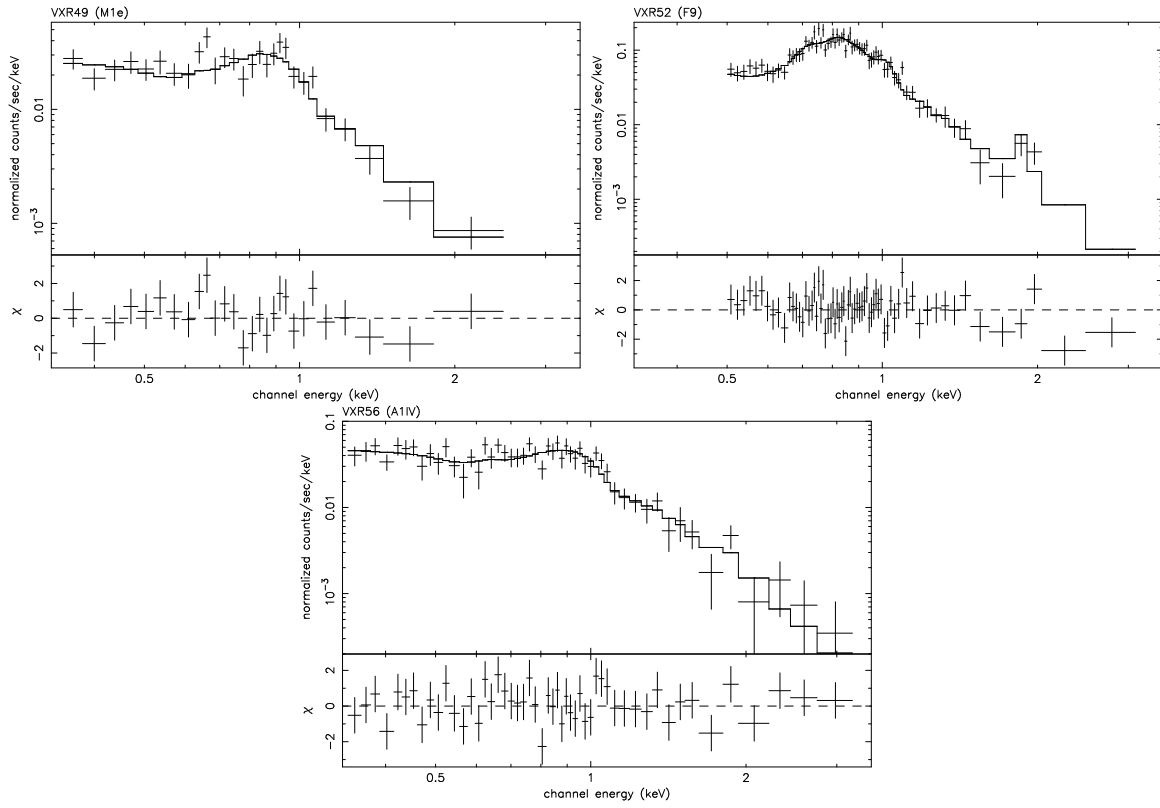 VXR49 (M1e)
normalized counts/sec/keV
0.01
10⁻³
χ
2
0
−2
0.5
1
2
channel energy (keV)
VXR52 (F9)
normalized counts/sec/keV
0.1
0.01
10⁻³
χ
2
0
−2
0.5
1
2
channel energy (keV)
VXR56 (A1IV)
normalized counts/sec/keV
0.1
0.01
10⁻³
χ
2
0
−2
0.5
1
2
channel energy (keV)